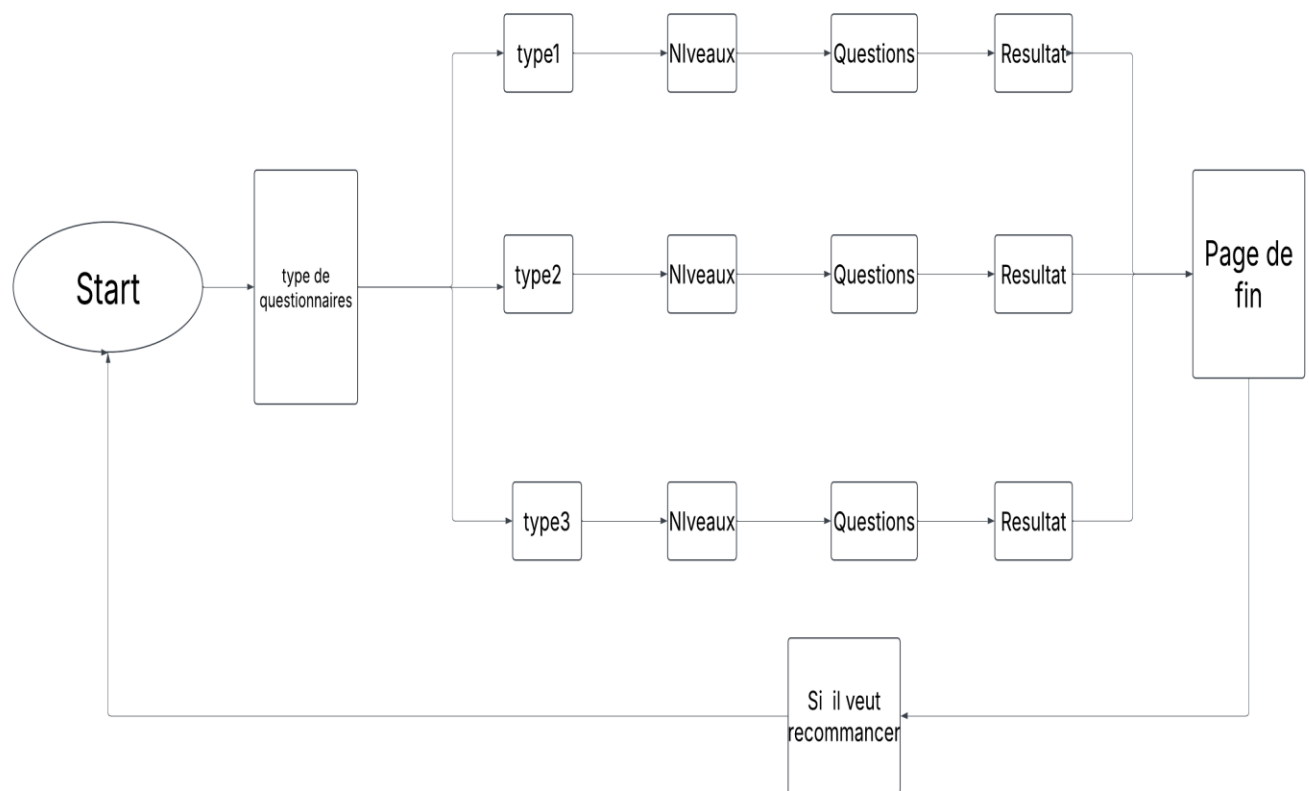 type1
NIveaux
Questions
Resultat
Start
type de
questionnaires
type2
NIveaux
Questions
Resultat
Page de
fin
type3
NIveaux
Questions
Resultat
Si il veut
recommancer